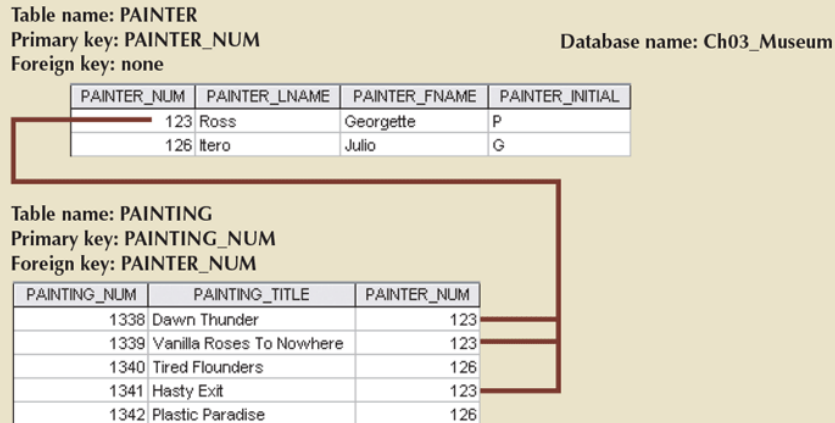 Table name: PAINTER
Primary key: PAINTER_NUM
Database name: Ch03_Museum
Foreign key: none
PAINTER_NUM PAINTER_LNAME PAINTER_FNAME PAINTER_INITIAL
123 Ross Georgette P
126 Itero Julio G
Table name: PAINTING
Primary key: PAINTING_NUM
Foreign key: PAINTER_NUM
PAINTING_NUM PAINTING_TITLE PAINTER_NUM
1338 Dawn Thunder 123
1339 Vanilla Roses To Nowhere 123
1340 Tired Flounders 126
1341 Hasty Exit 123
1342 Plastic Paradise 126